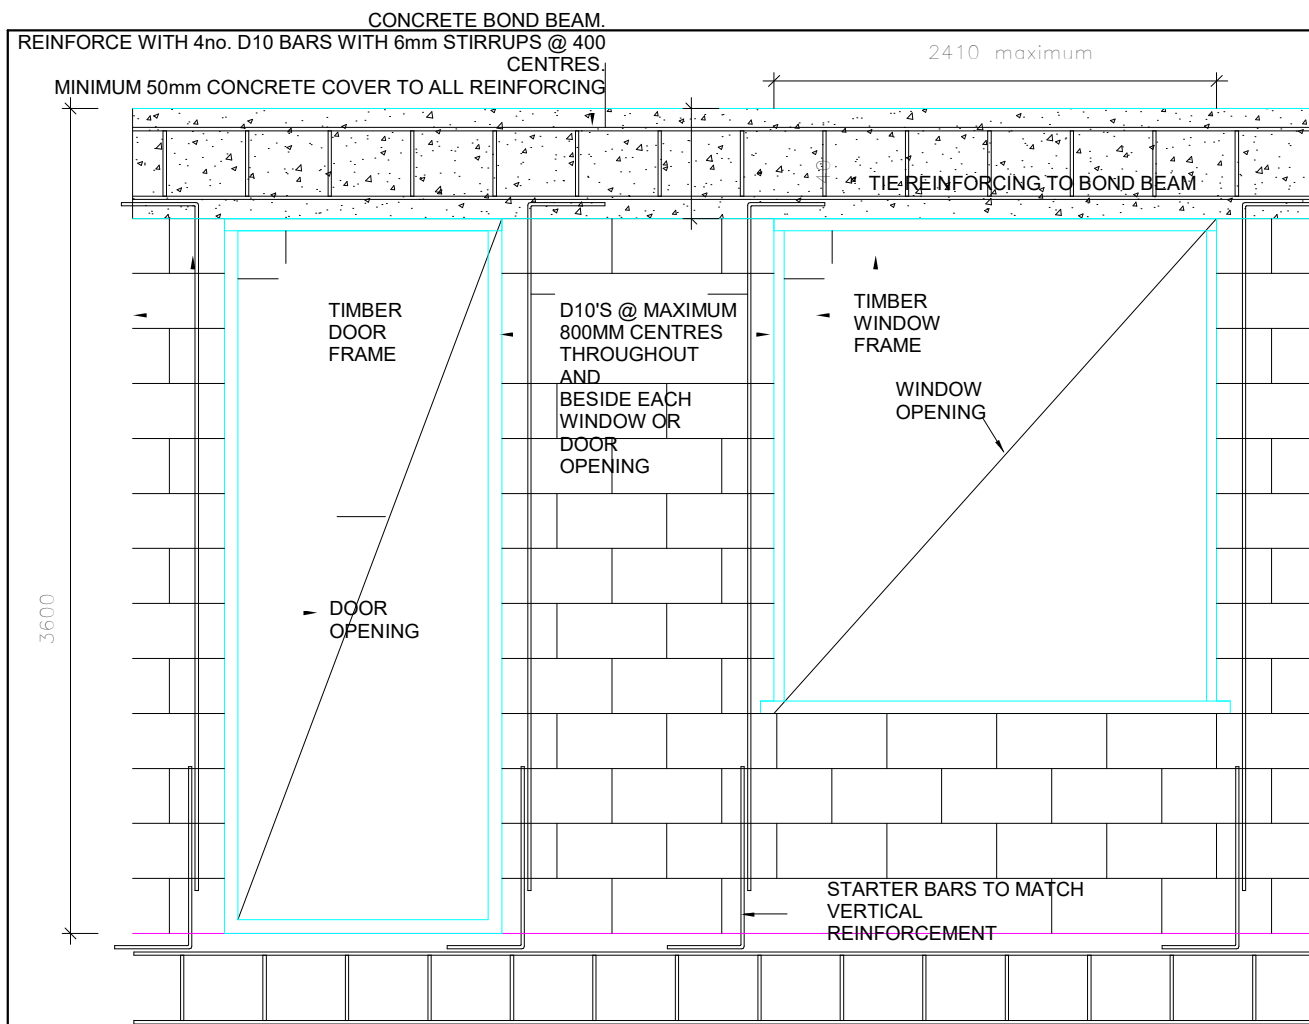 CONCRETE BOND BEAM.
REINFORCE WITH 4no. D10 BARS WITH 6mm STIRRUPS @ 400
CENTRES.
MINIMUM 50mm CONCRETE COVER TO ALL REINFORCING
2410 maximum
TIE REINFORCING TO BOND BEAM
TIMBER
DOOR
FRAME
D10'S @ MAXIMUM
800MM CENTRES
THROUGHOUT
AND
BESIDE EACH
WINDOW OR
DOOR
OPENING
TIMBER
WINDOW
FRAME
WINDOW
OPENING
3600
DOOR
OPENING
STARTER BARS TO MATCH
VERTICAL
REINFORCEMENT